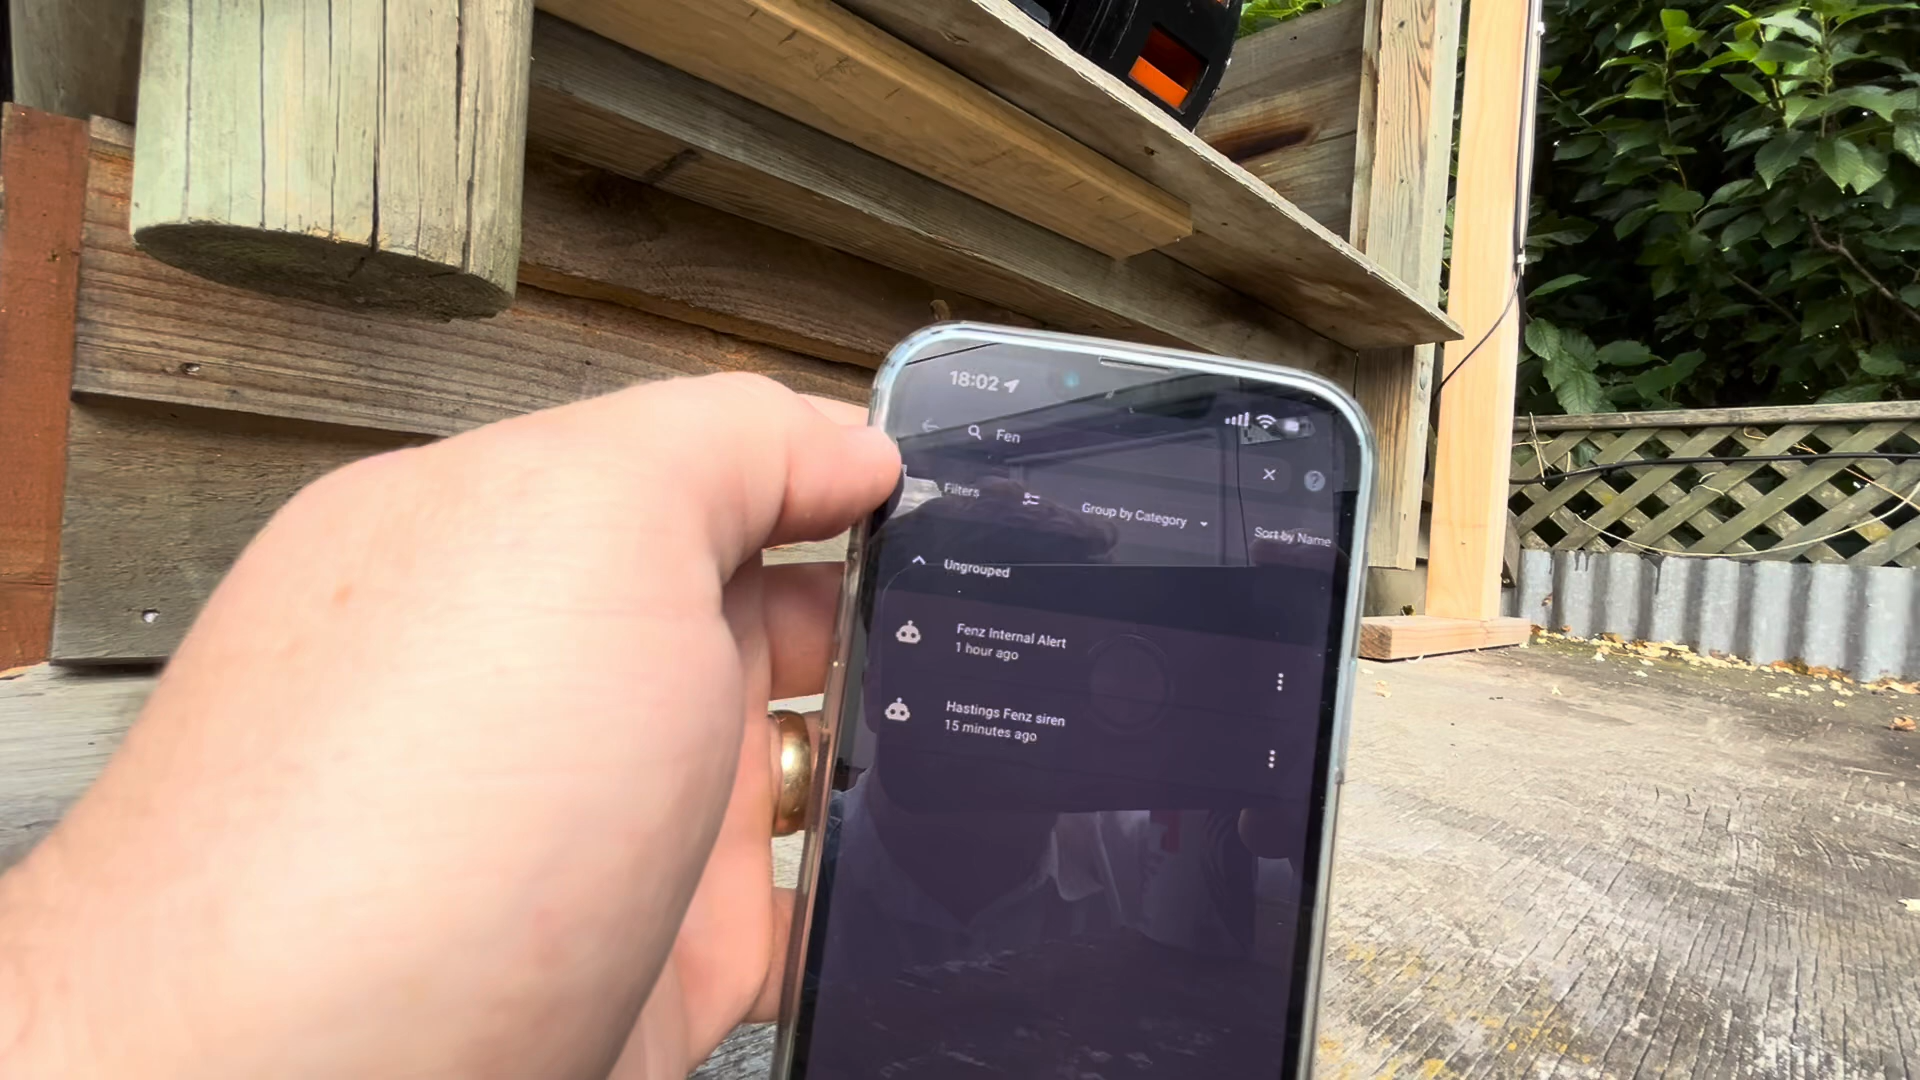 18:02
Fen
Filters
Group by Category
Sort by Name
Ungrouped
Fenz Internal Alert
1 hour ago
Hastings Fenz siren
15 minutes ago